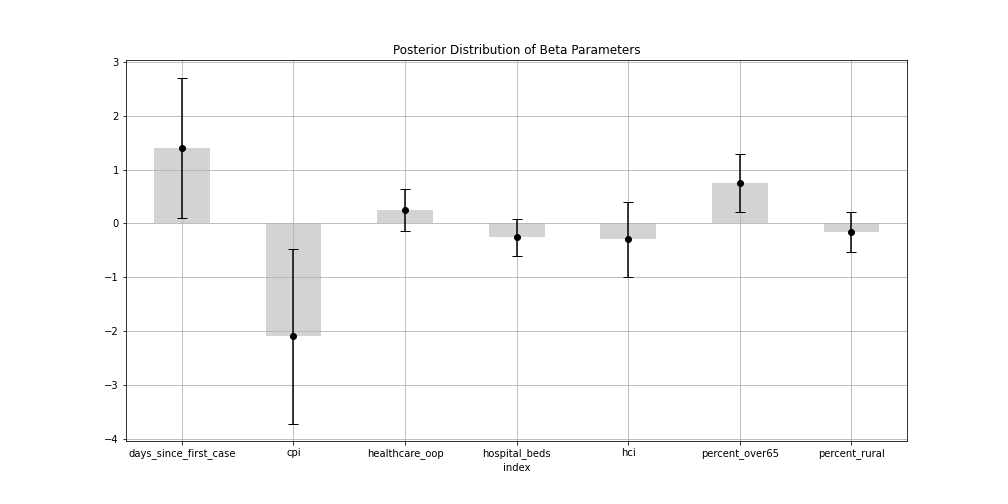 Posterior Distribution of Beta Parameters
3
2
1
0
−1
−2
−3
−4
days_since_first_case cpi healthcare_oop hospital_beds hci percent_over65 percent_rural
index